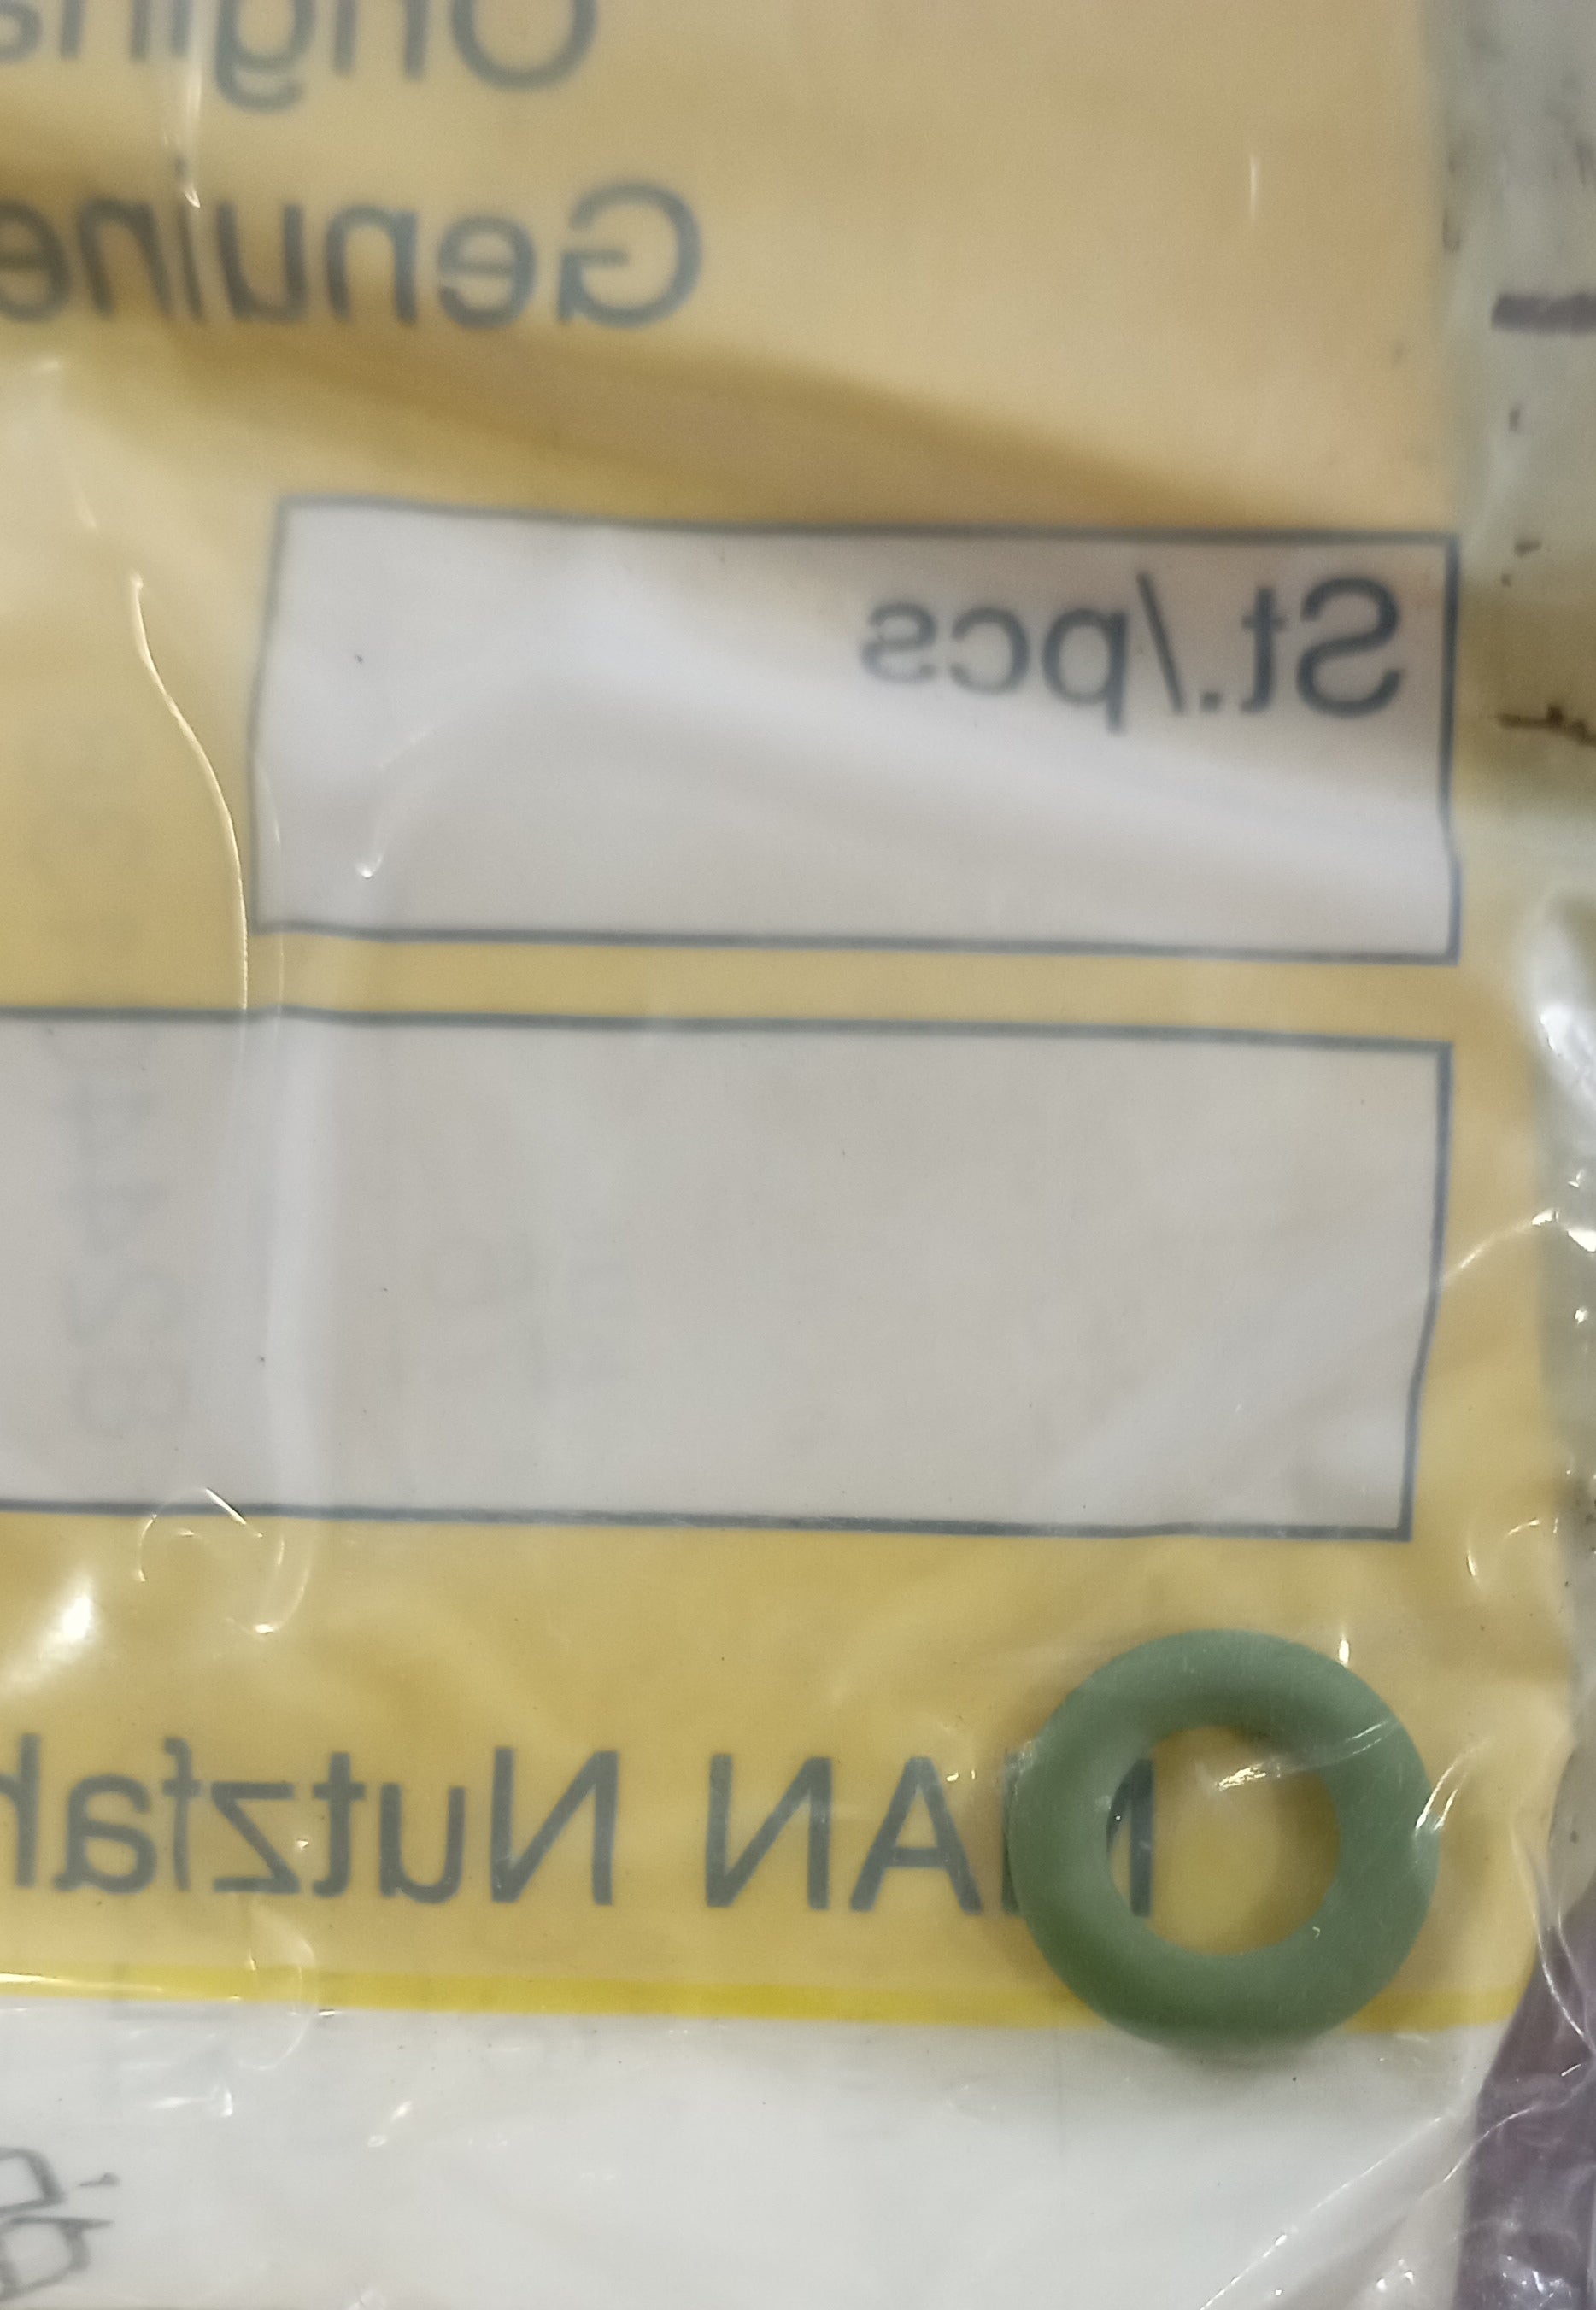 Origina
Genuine
St./pcs
MAN Nutzfah